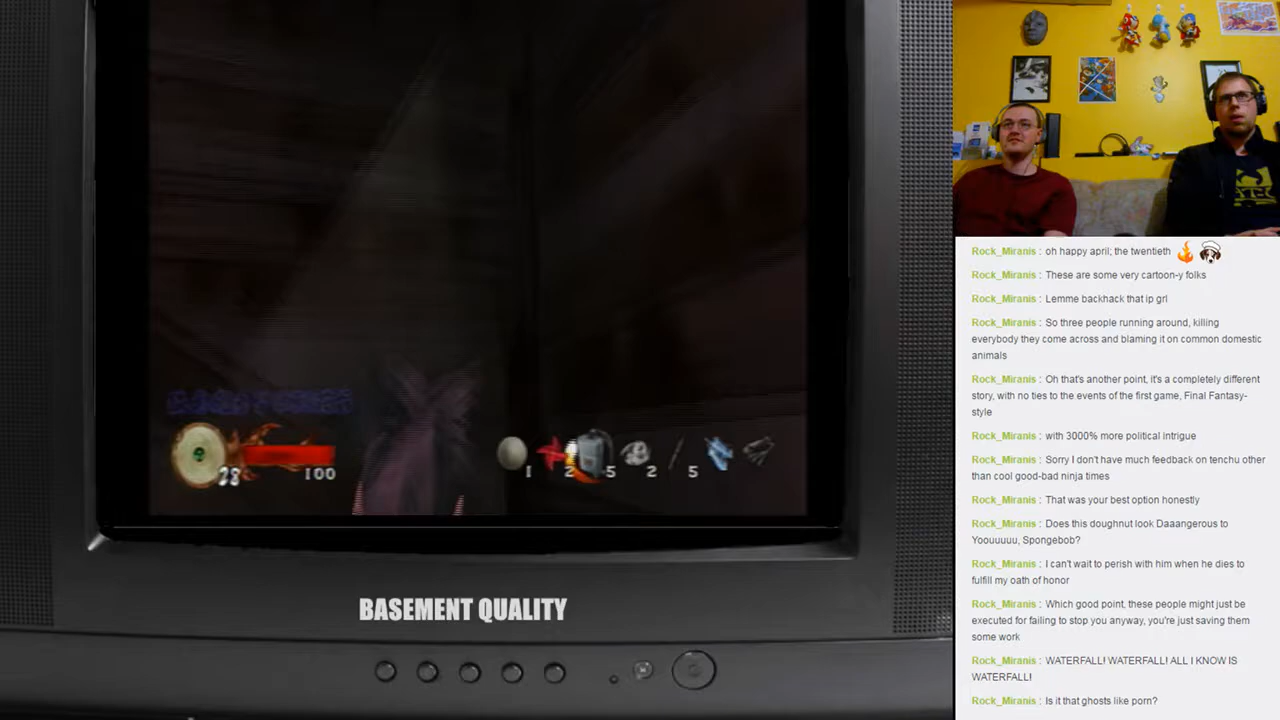 28
100
1
2
5
2
5
BASEMENT QUALITY
Rock_Miranis : oh happy april; the twentieth
Rock_Miranis : These are some very cartoon-y folks
Rock_Miranis : Lemme backhack that ip grl
Rock_Miranis : So three people running around, killing
everybody they come across and blaming it on common domestic
animals
Rock_Miranis : Oh that's another point, it's a completely different
story, with no ties to the events of the first game, Final Fantasy-
style
Rock_Miranis : with 3000% more political intrigue
Rock_Miranis : Sorry I don't have much feedback on tenchu other
than cool good-bad ninja times
Rock_Miranis : That was your best option honestly
Rock_Miranis : Does this doughnut look Daaangerous to
Yoouuuuu, Spongebob?
Rock_Miranis : I can't wait to perish with him when he dies to
fulfill my oath of honor
Rock_Miranis : Which good point, these people might just be
executed for failing to stop you anyway, you're just saving them
some work
Rock_Miranis : WATERFALL! WATERFALL! ALL I KNOW IS
WATERFALL!
Rock_Miranis : Is it that ghosts like porn?